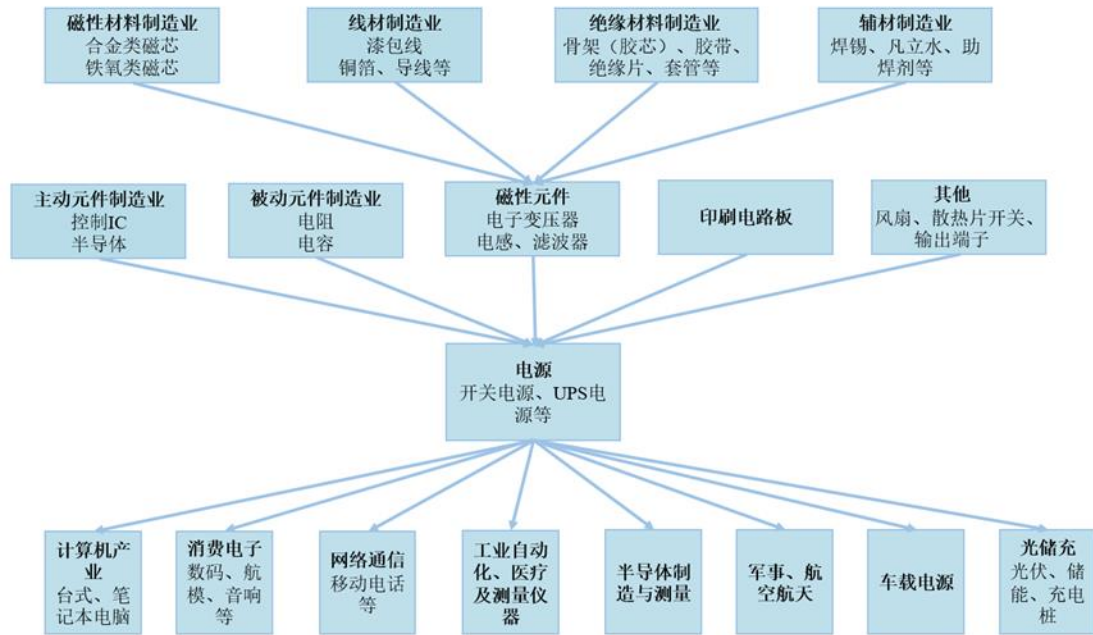 磁性材料制造业
合金类磁芯
铁氧类磁芯
线材制造业
漆包线
铜箔、导线等
绝缘材料制造业
骨架（胶芯）、胶带、
绝缘片、套管等
辅材制造业
焊锡、凡立水、助
焊剂等
主动元件制造业
控制IC
半导体
被动元件制造业
电阻
电容
磁性元件
电子变压器
电感、滤波器
印刷电路板
其他
风扇、散热片开关、
输出端子
电源
开关电源、UPS电
源等
计算机产
业
台式、笔
记本电脑
消费电子
数码、航
模、音响
等
网络通信
移动电话
等
工业自动
化、医疗
及测量仪
器
半导体制
造与测量
军事、航
空航天
车载电源
光储充
光伏、储
能、充电
桩